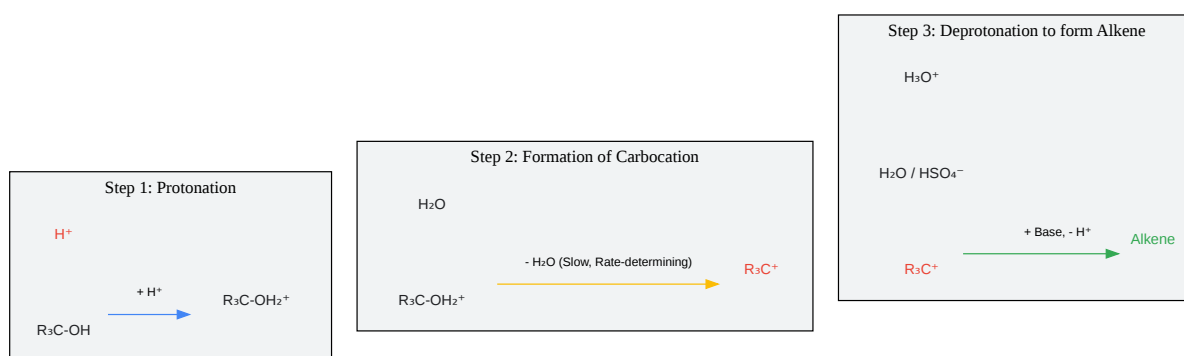 Step 1: Protonation
H⁺
+ H⁺
R₃C-OH₂⁺
R₃C-OH
Step 2: Formation of Carbocation
H₂O
- H₂O (Slow, Rate-determining)
R₃C⁺
R₃C-OH₂⁺
Step 3: Deprotonation to form Alkene
H₃O⁺
H₂O / HSO₄⁻
+ Base, - H⁺
Alkene
R₃C⁺